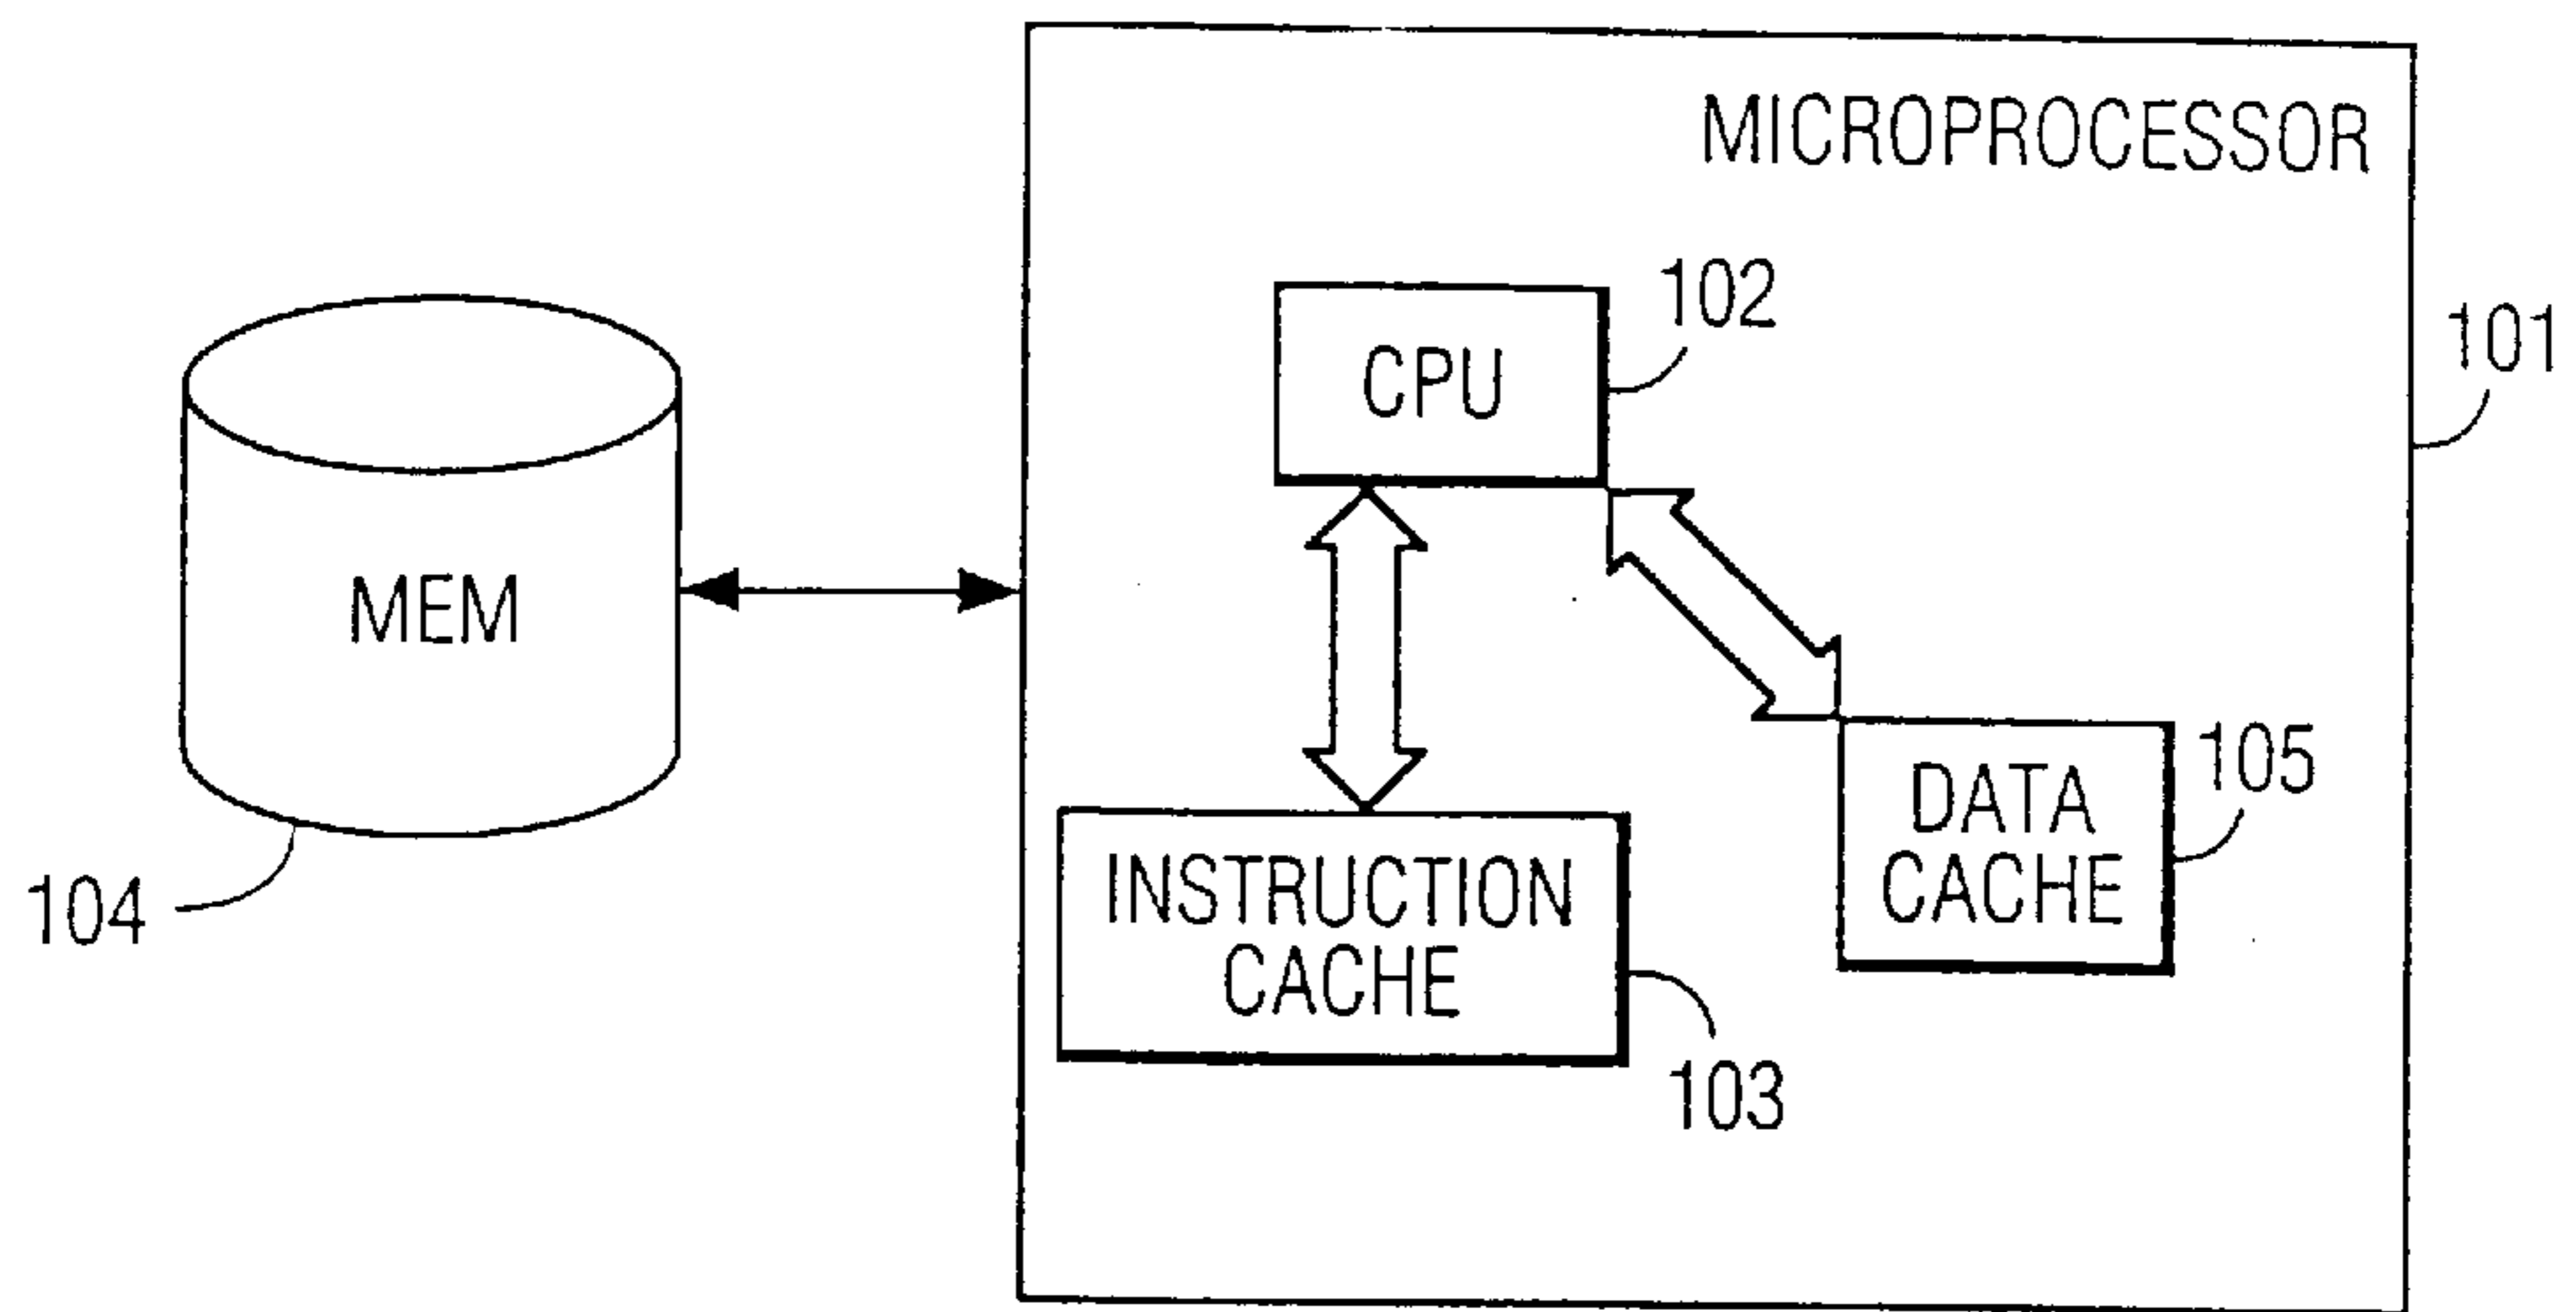 MICROPROCESSOR
102
CPU
101
MEM
105
DATA
CACHE
INSTRUCTION
CACHE
104
103